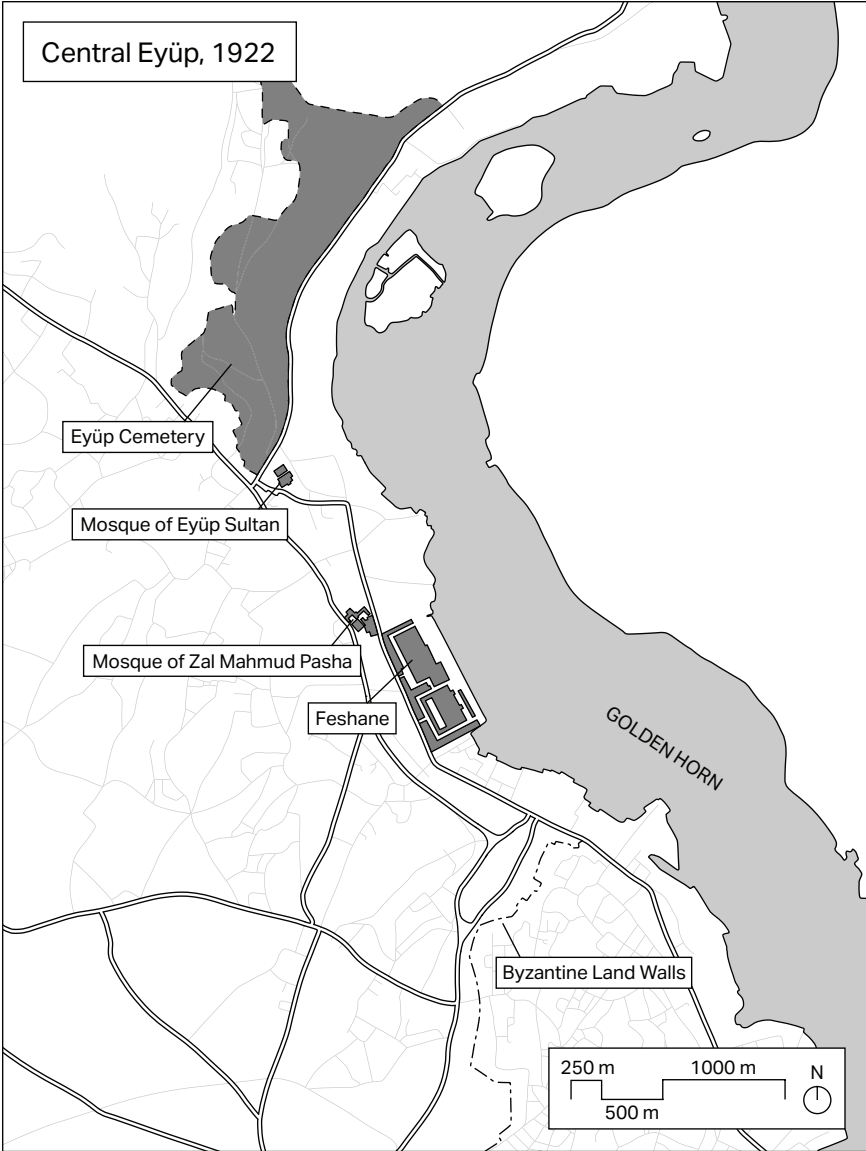 Central Eyüp, 1922
Eyüp Cemetery
Mosque of Eyüp Sultan
Mosque of Zal Mahmud Pasha
Feshane
GOLDEN HORN
Byzantine Land Walls
250 m
1000 m
N
500 m